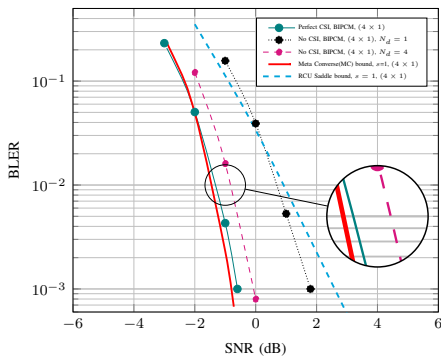 Perfect CSI, BIPCM, (4 × 1)
No CSI, BIPCM, (4 × 1), N_d = 1
No CSI, BIPCM, (4 × 1), N_d = 4
Meta Converse(MC) bound, s=1, (4 × 1)
RCU Saddle bound, s = 1, (4 × 1)
BLER
10⁻¹
10⁻²
10⁻³
−6 −4 −2 0 2 4 6
SNR (dB)